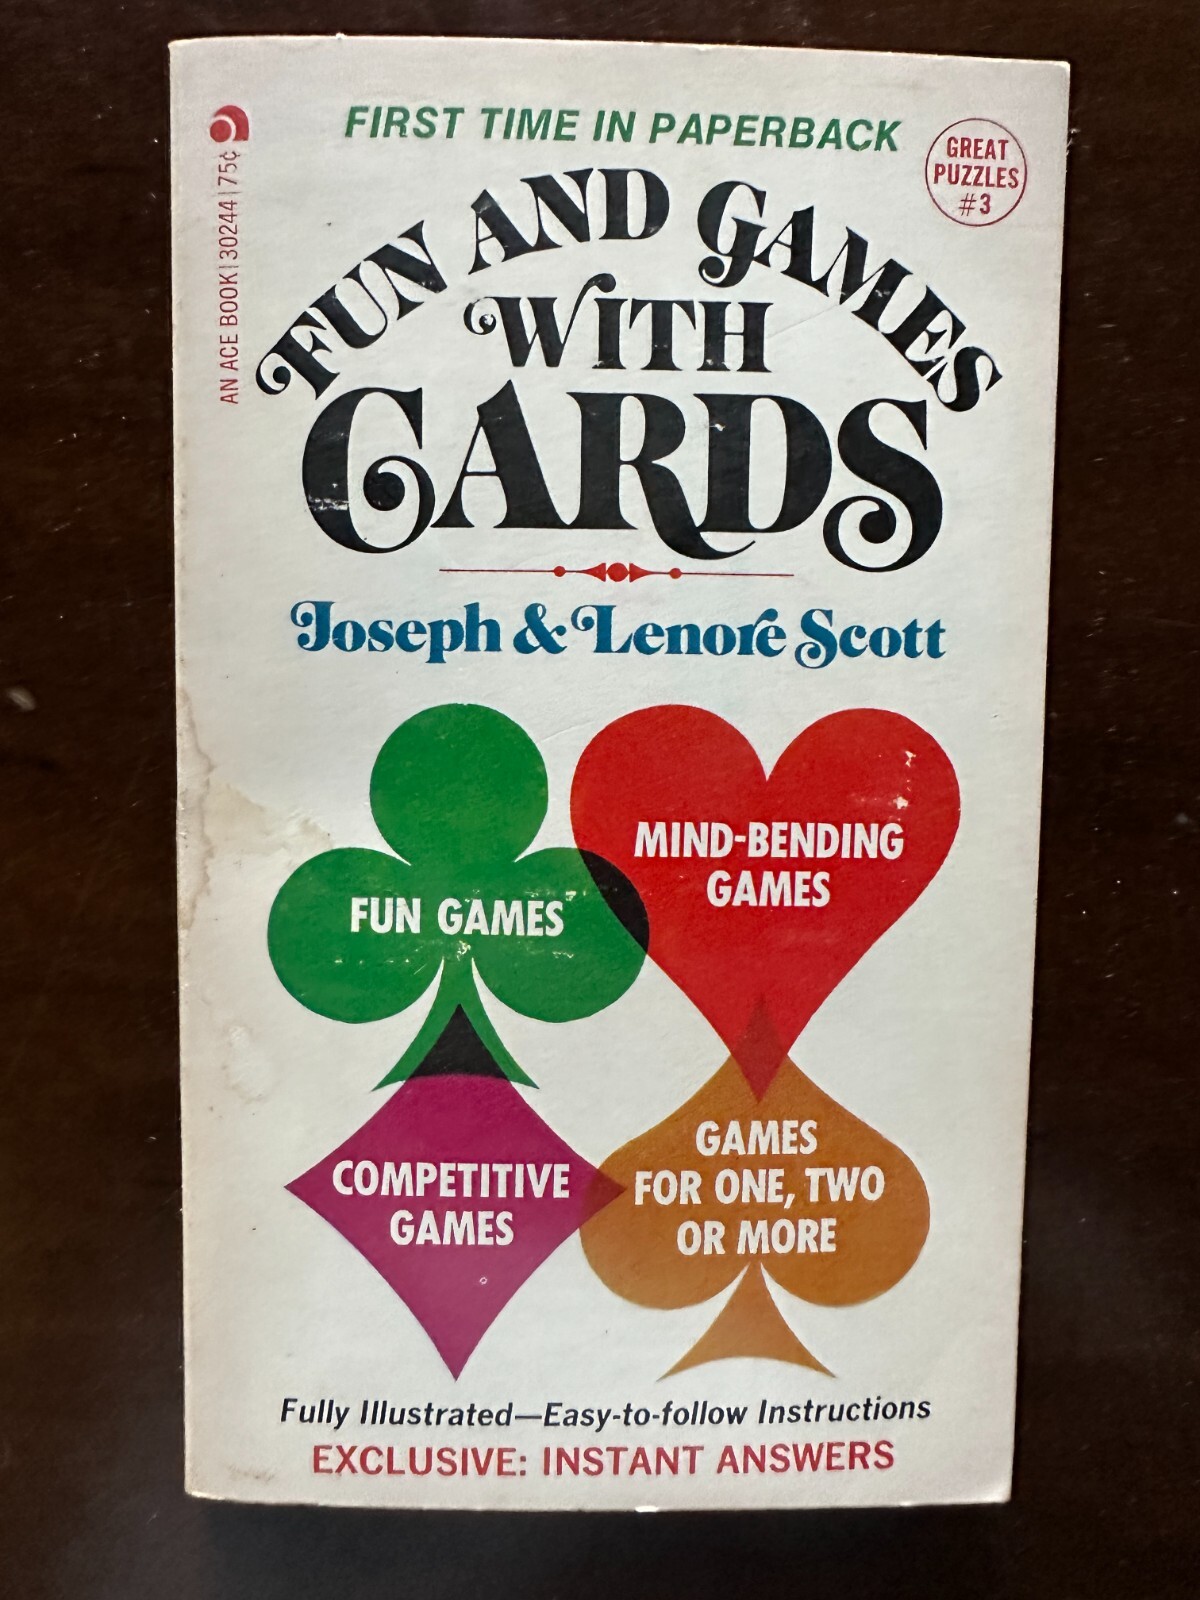 FIRST TIME IN PAPERBACK
GREAT
PUZZLES
#3
AN ACE BOOK|30244|75¢
FUN AND GAMES
WITH
CARDS
Joseph & Lenore Scott
FUN GAMES
MIND-BENDING
GAMES
COMPETITIVE
GAMES
GAMES
FOR ONE, TWO
OR MORE
Fully Illustrated—Easy-to-follow Instructions
EXCLUSIVE: INSTANT ANSWERS